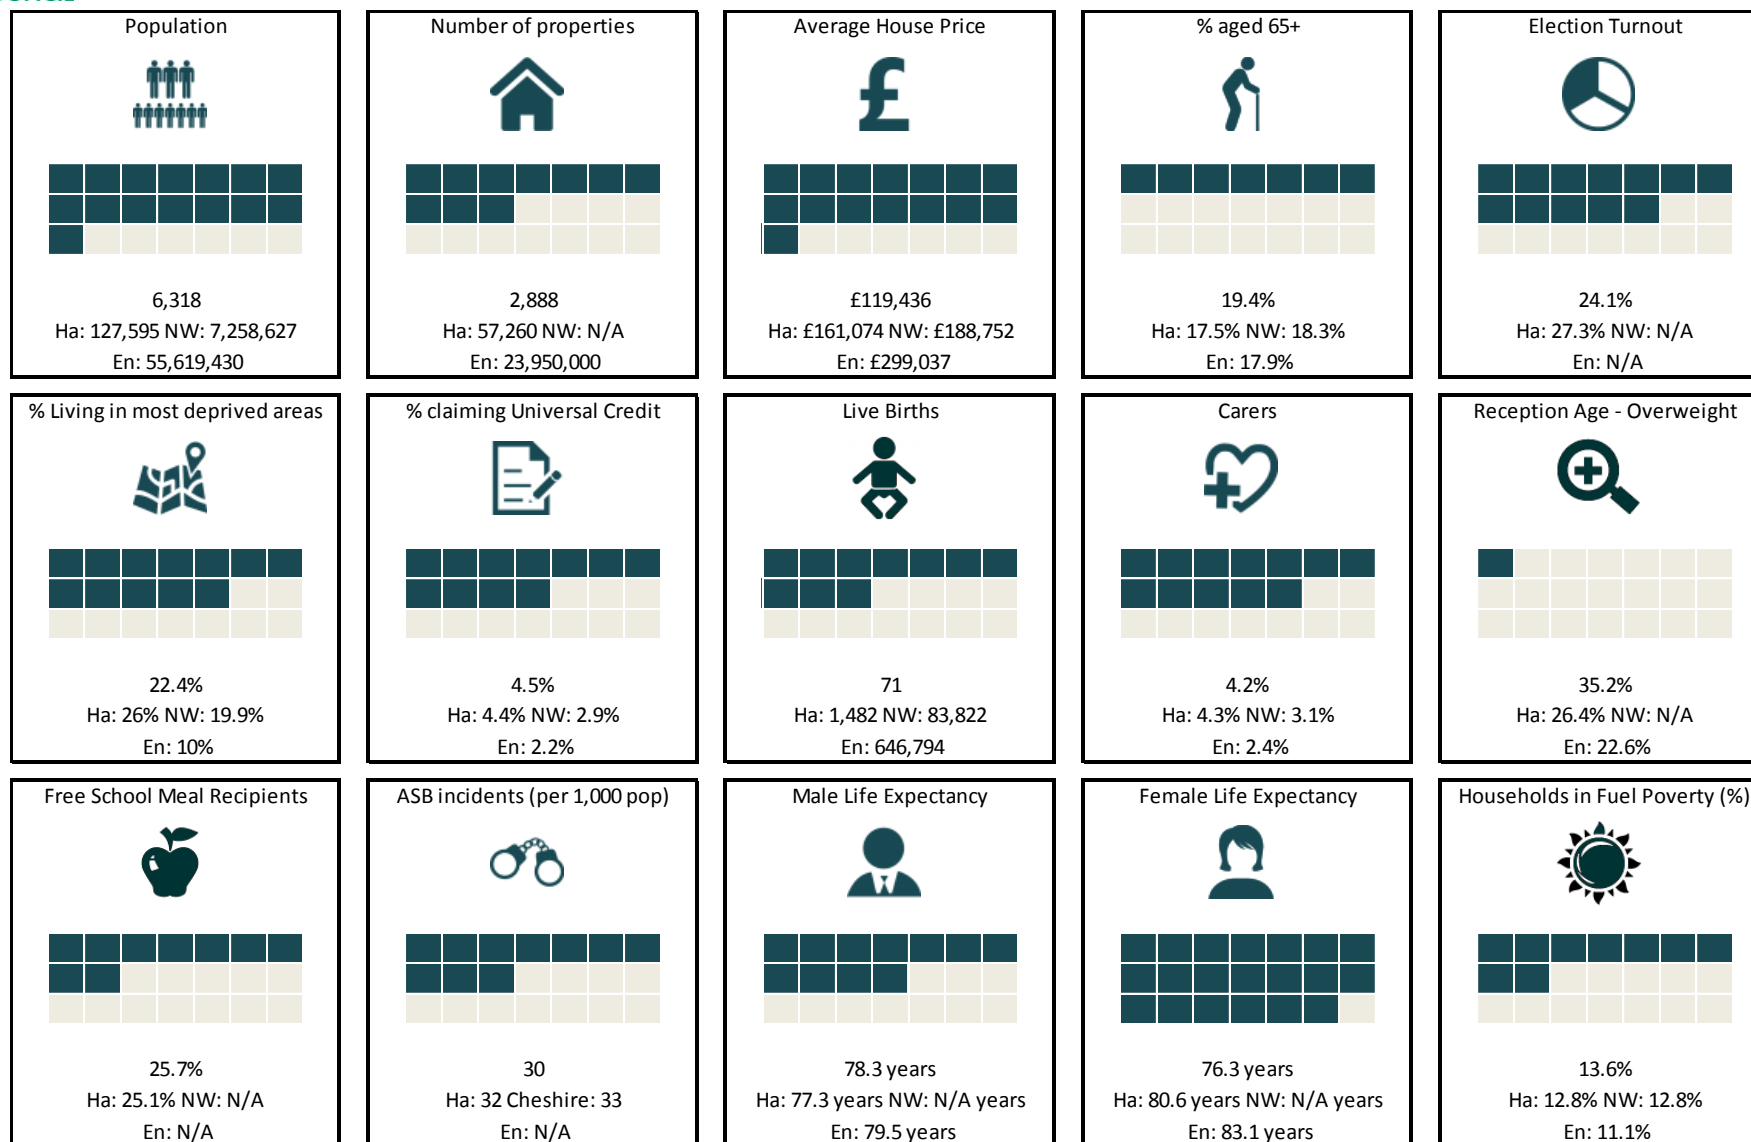 Population
6,318
Ha: 127,595 NW: 7,258,627
En: 55,619,430
Number of properties
2,888
Ha: 57,260 NW: N/A
En: 23,950,000
Average House Price
£119,436
Ha: £161,074 NW: £188,752
En: £299,037
% aged 65+
19.4%
Ha: 17.5% NW: 18.3%
En: 17.9%
Election Turnout
24.1%
Ha: 27.3% NW: N/A
En: N/A
% Living in most deprived areas
22.4%
Ha: 26% NW: 19.9%
En: 10%
% claiming Universal Credit
4.5%
Ha: 4.4% NW: 2.9%
En: 2.2%
Live Births
71
Ha: 1,482 NW: 83,822
En: 646,794
Carers
4.2%
Ha: 4.3% NW: 3.1%
En: 2.4%
Reception Age - Overweight
35.2%
Ha: 26.4% NW: N/A
En: 22.6%
Free School Meal Recipients
25.7%
Ha: 25.1% NW: N/A
En: N/A
ASB incidents (per 1,000 pop)
30
Ha: 32 Cheshire: 33
En: N/A
Male Life Expectancy
78.3 years
Ha: 77.3 years NW: N/A years
En: 79.5 years
Female Life Expectancy
76.3 years
Ha: 80.6 years NW: N/A years
En: 83.1 years
Households in Fuel Poverty (%)
13.6%
Ha: 12.8% NW: 12.8%
En: 11.1%